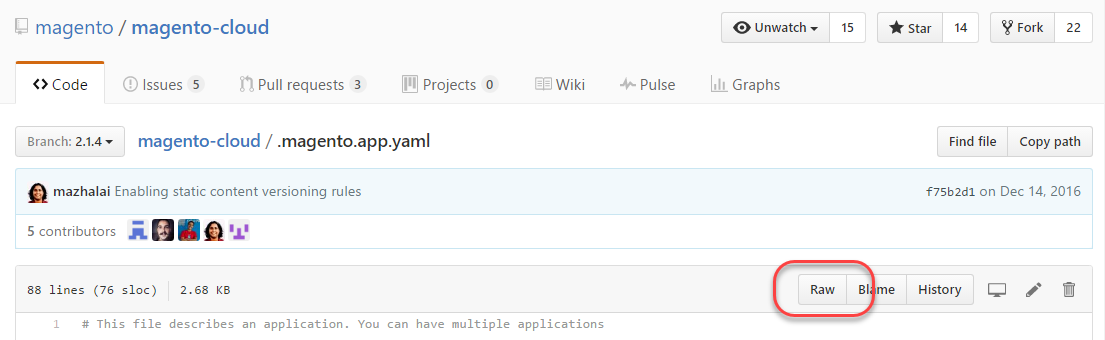 magento / magento-cloud Unwatch 15 Star 14 Fork 22
Code Issues 5 Pull requests 3 Projects 0 Wiki Pulse Graphs
Branch: 2.1.4 magento-cloud / .magento.app.yaml Find file Copy path
mazhalai Enabling static content versioning rules f75b2d1 on Dec 14, 2016
5 contributors
88 lines (76 sloc) 2.68 KB Raw Blame History
1 # This file describes an application. You can have multiple applications